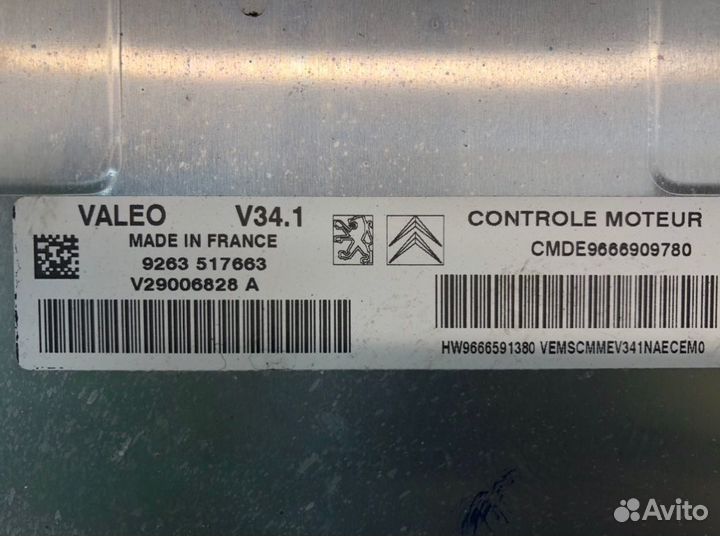 VALEO V34.1
MADE IN FRANCE
9263 517663
V29006828 A
CONTROLE MOTEUR
CMDE9666909780
HW9666591380 VEMSCMMEV341NAECEM0
Avito